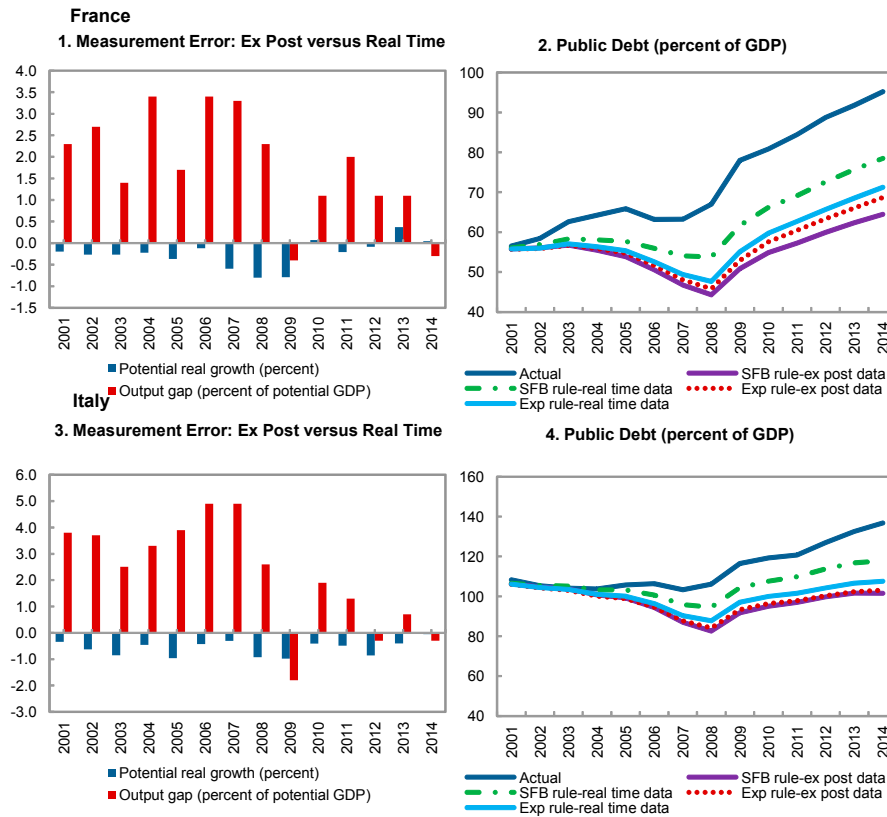 France
1. Measurement Error: Ex Post versus Real Time
4.0
3.5
3.0
2.5
2.0
1.5
1.0
0.5
0.0
-0.5
-1.0
-1.5
2001 2002 2003 2004 2005 2006 2007 2008 2009 2010 2011 2012 2013 2014
Potential real growth (percent)
Output gap (percent of potential GDP)
2. Public Debt (percent of GDP)
100
90
80
70
60
50
40
2001 2002 2003 2004 2005 2006 2007 2008 2009 2010 2011 2012 2013 2014
Actual SFB rule-ex post data
SFB rule-real time data Exp rule-ex post data
Exp rule-real time data
Italy
3. Measurement Error: Ex Post versus Real Time
6.0
5.0
4.0
3.0
2.0
1.0
0.0
-1.0
-2.0
-3.0
2001 2002 2003 2004 2005 2006 2007 2008 2009 2010 2011 2012 2013 2014
Potential real growth (percent)
Output gap (percent of potential GDP)
4. Public Debt (percent of GDP)
160
140
120
100
80
60
40
2001 2002 2003 2004 2005 2006 2007 2008 2009 2010 2011 2012 2013 2014
Actual SFB rule-ex post data
SFB rule-real time data Exp rule-ex post data
Exp rule-real time data